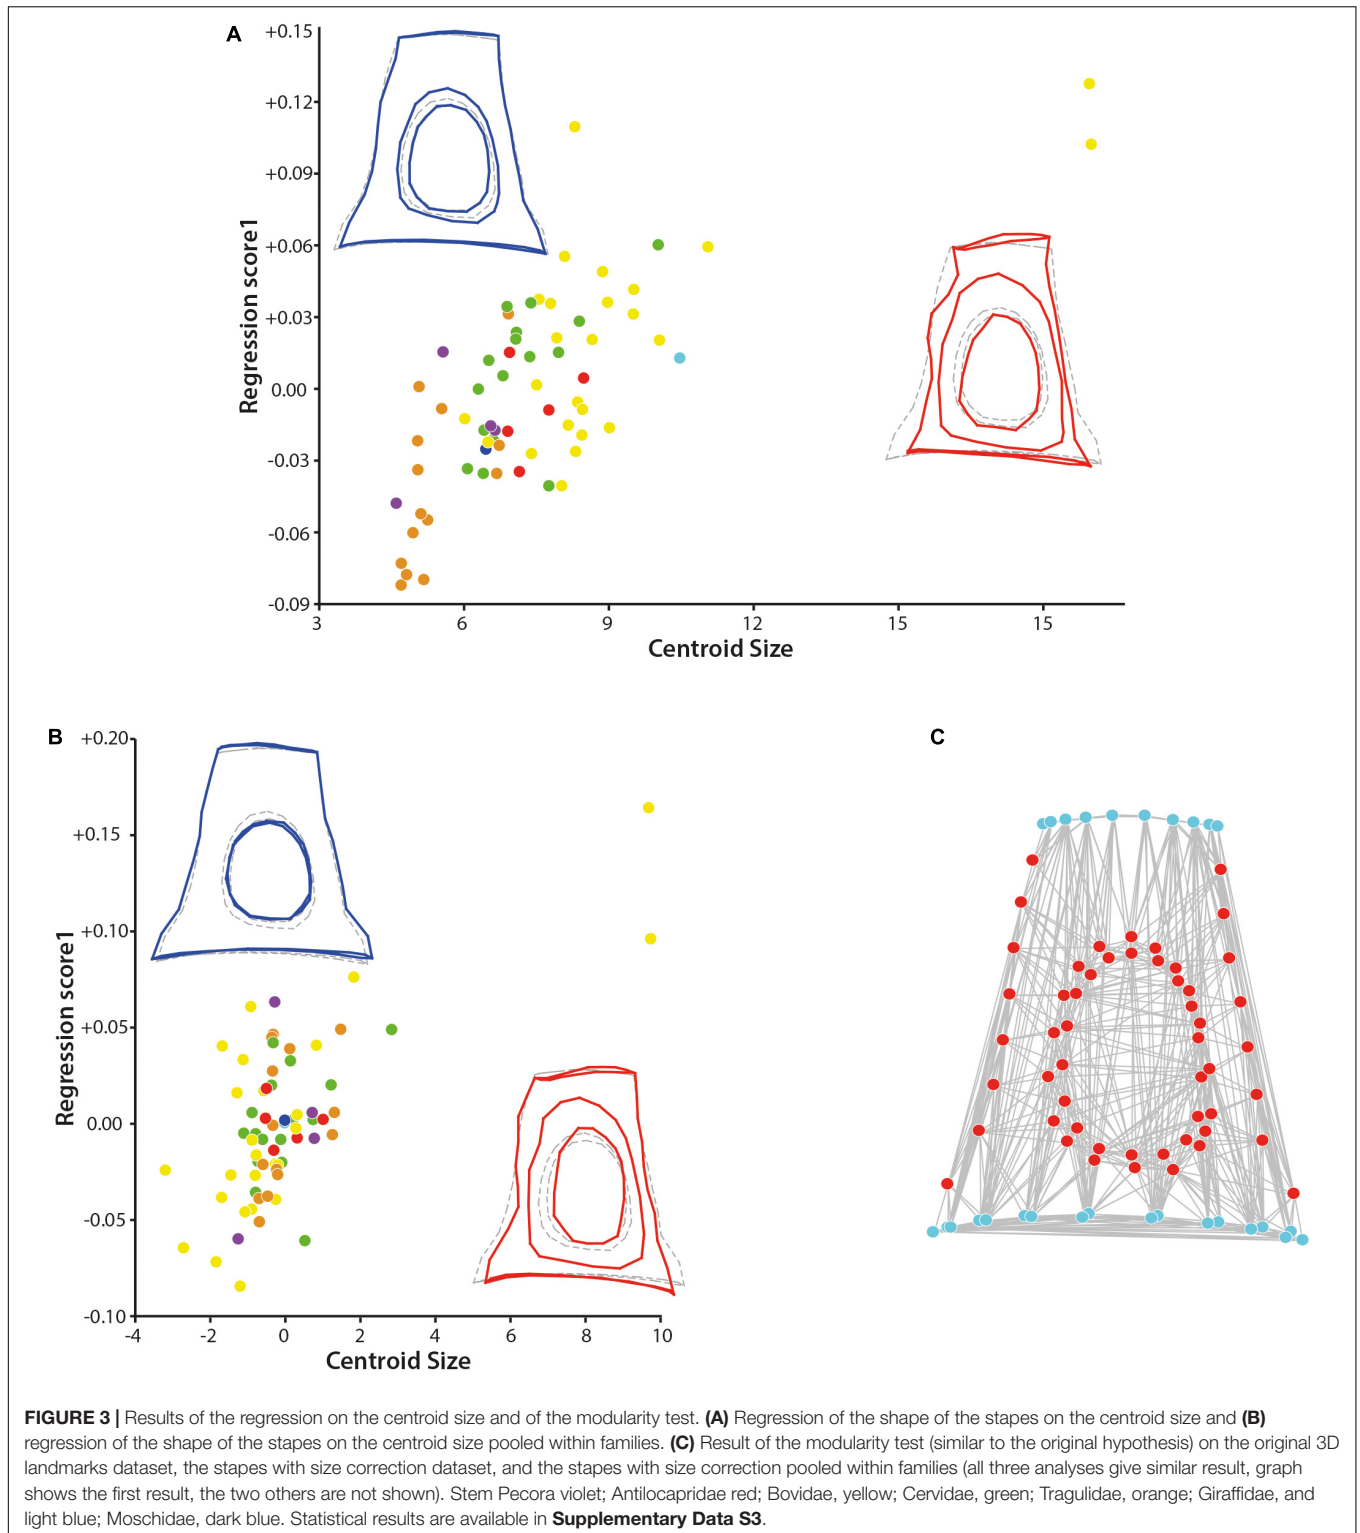 A
+0.15
+0.12
+0.09
+0.06
+0.03
0.00
-0.03
-0.06
-0.09
Regression score1
3 6 9 12 15 15
Centroid Size
B
+0.20
+0.15
+0.10
+0.05
0.00
-0.05
-0.10
Regression score1
-4 -2 0 2 4 6 8 10
Centroid Size
C
FIGURE 3 | Results of the regression on the centroid size and of the modularity test. (A) Regression of the shape of the stapes on the centroid size and (B)
regression of the shape of the stapes on the centroid size pooled within families. (C) Result of the modularity test (similar to the original hypothesis) on the original 3D
landmarks dataset, the stapes with size correction dataset, and the stapes with size correction pooled within families (all three analyses give similar result, graph
shows the first result, the two others are not shown). Stem Pecora violet; Antilocapridae red; Bovidae, yellow; Cervidae, green; Tragulidae, orange; Giraffidae, and
light blue; Moschidae, dark blue. Statistical results are available in Supplementary Data S3.